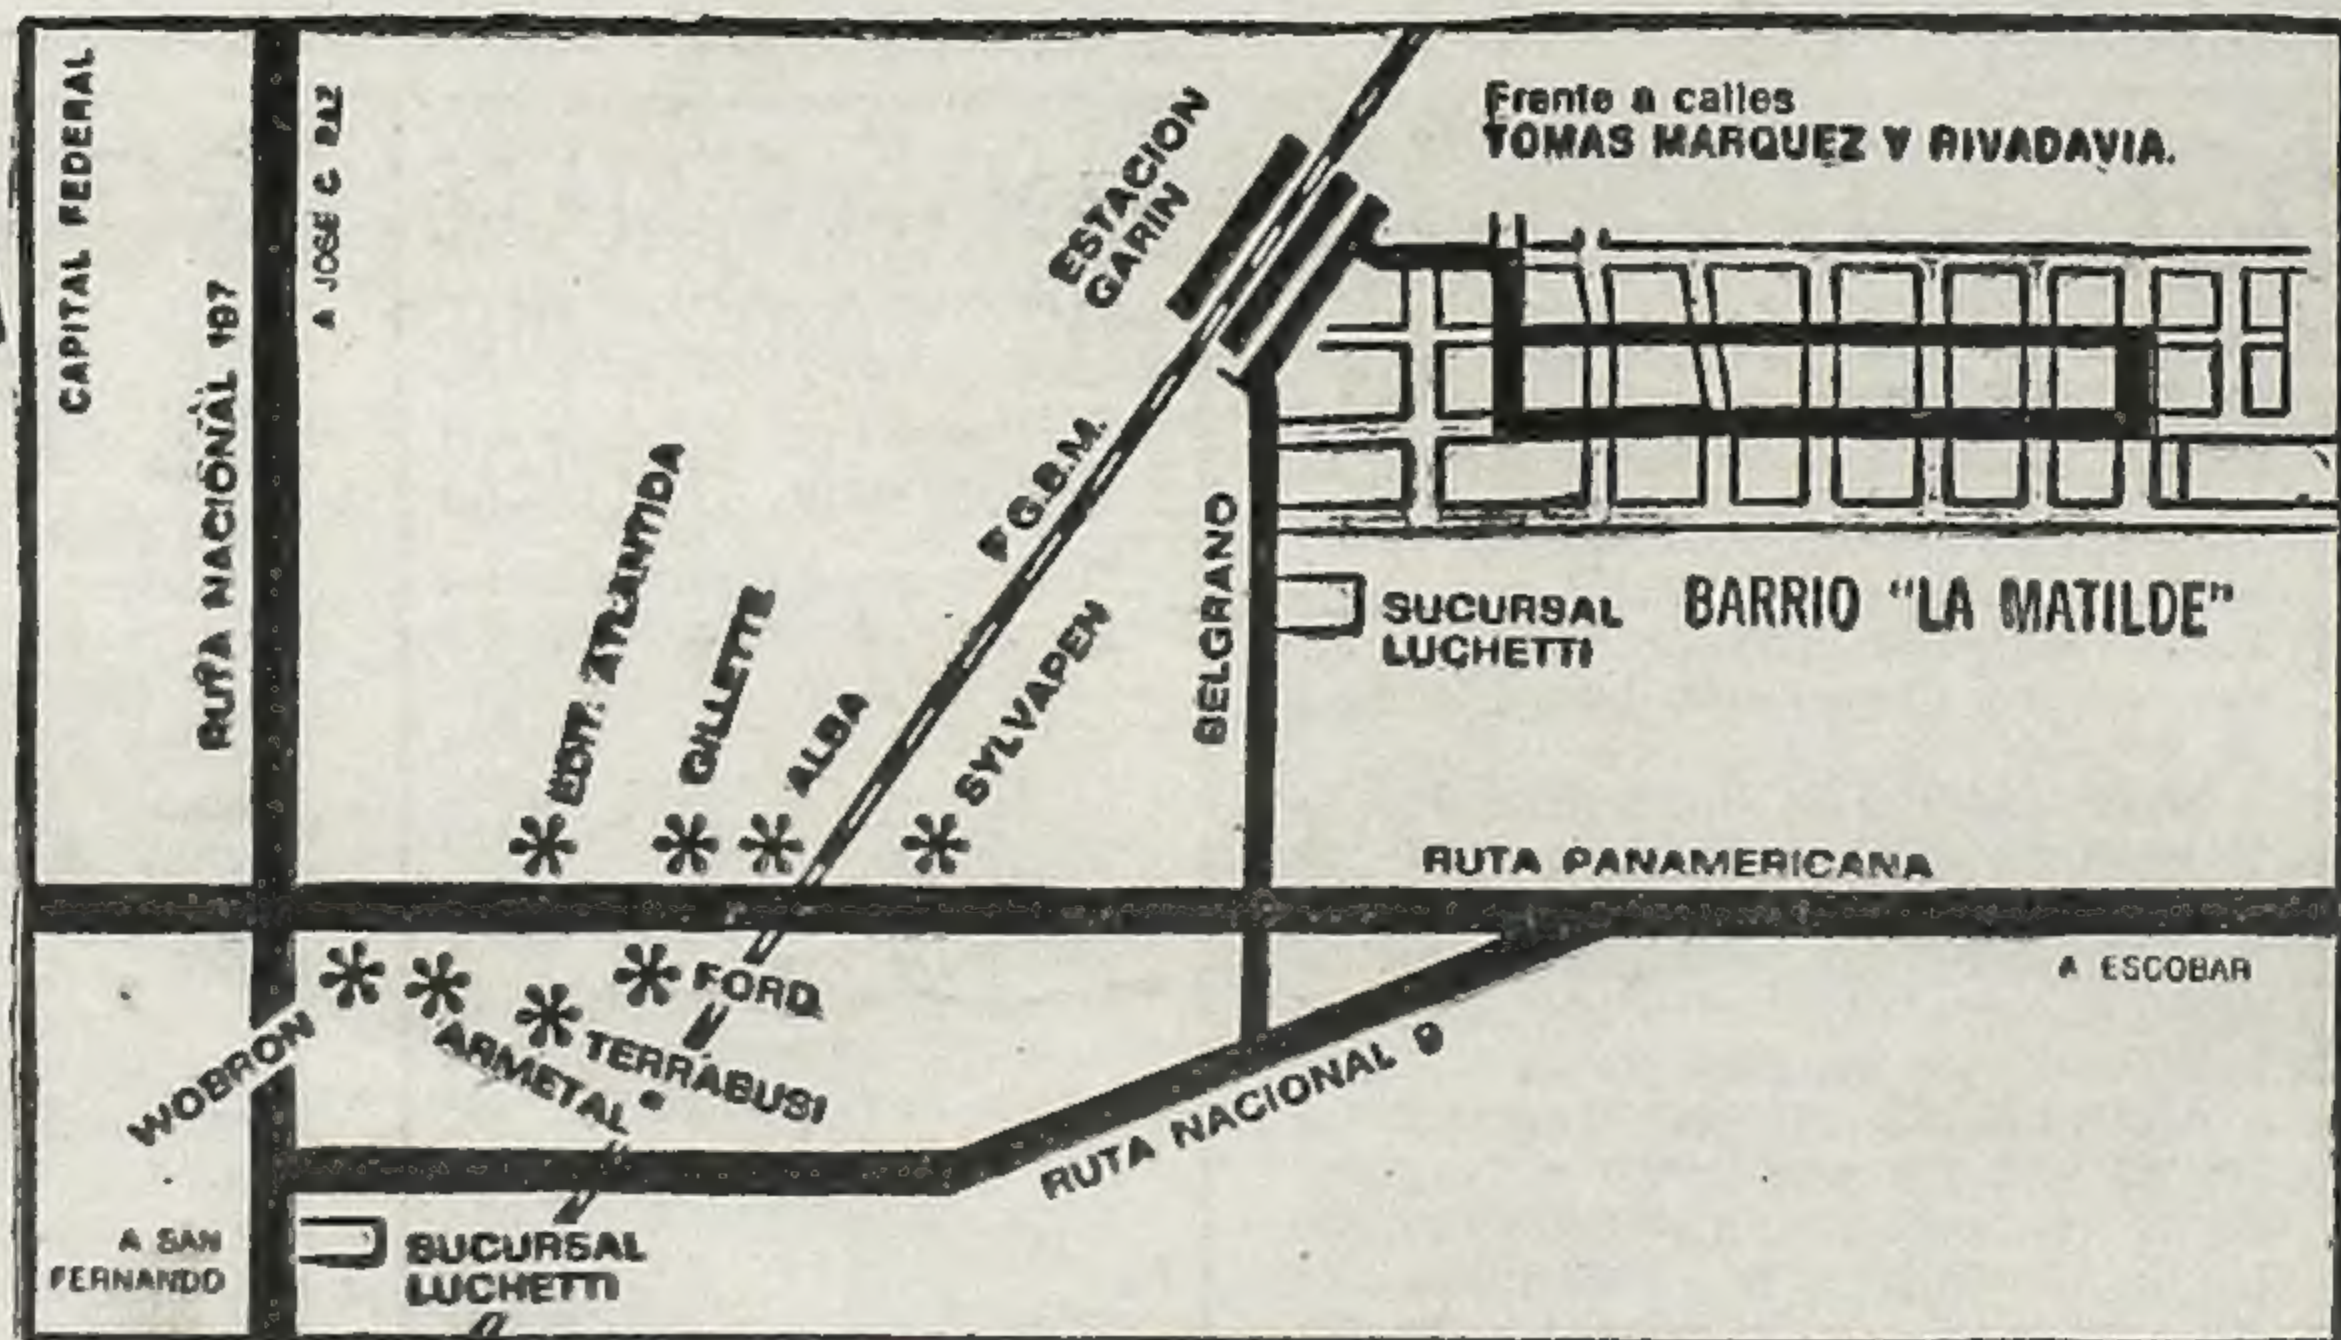 CAPITAL FEDERAL
RUTA NACIONAL 197
A JOSE C PAZ
ESTACION
GARIN
Frente a calles
TOMAS MARQUEZ Y RIVADAVIA.
F G.B.M.
EDIT. ATLANTIDA
GILLETTE
ALBA
SYLVAPEN
BELGRANO
SUCURSAL
LUCHETTI
BARRIO "LA MATILDE"
RUTA PANAMERICANA
A ESCOBAR
WOBRON
ARMETAL
TERRABUSI
FORD
RUTA NACIONAL 9
A SAN
FERNANDO
SUCURSAL
LUCHETTI